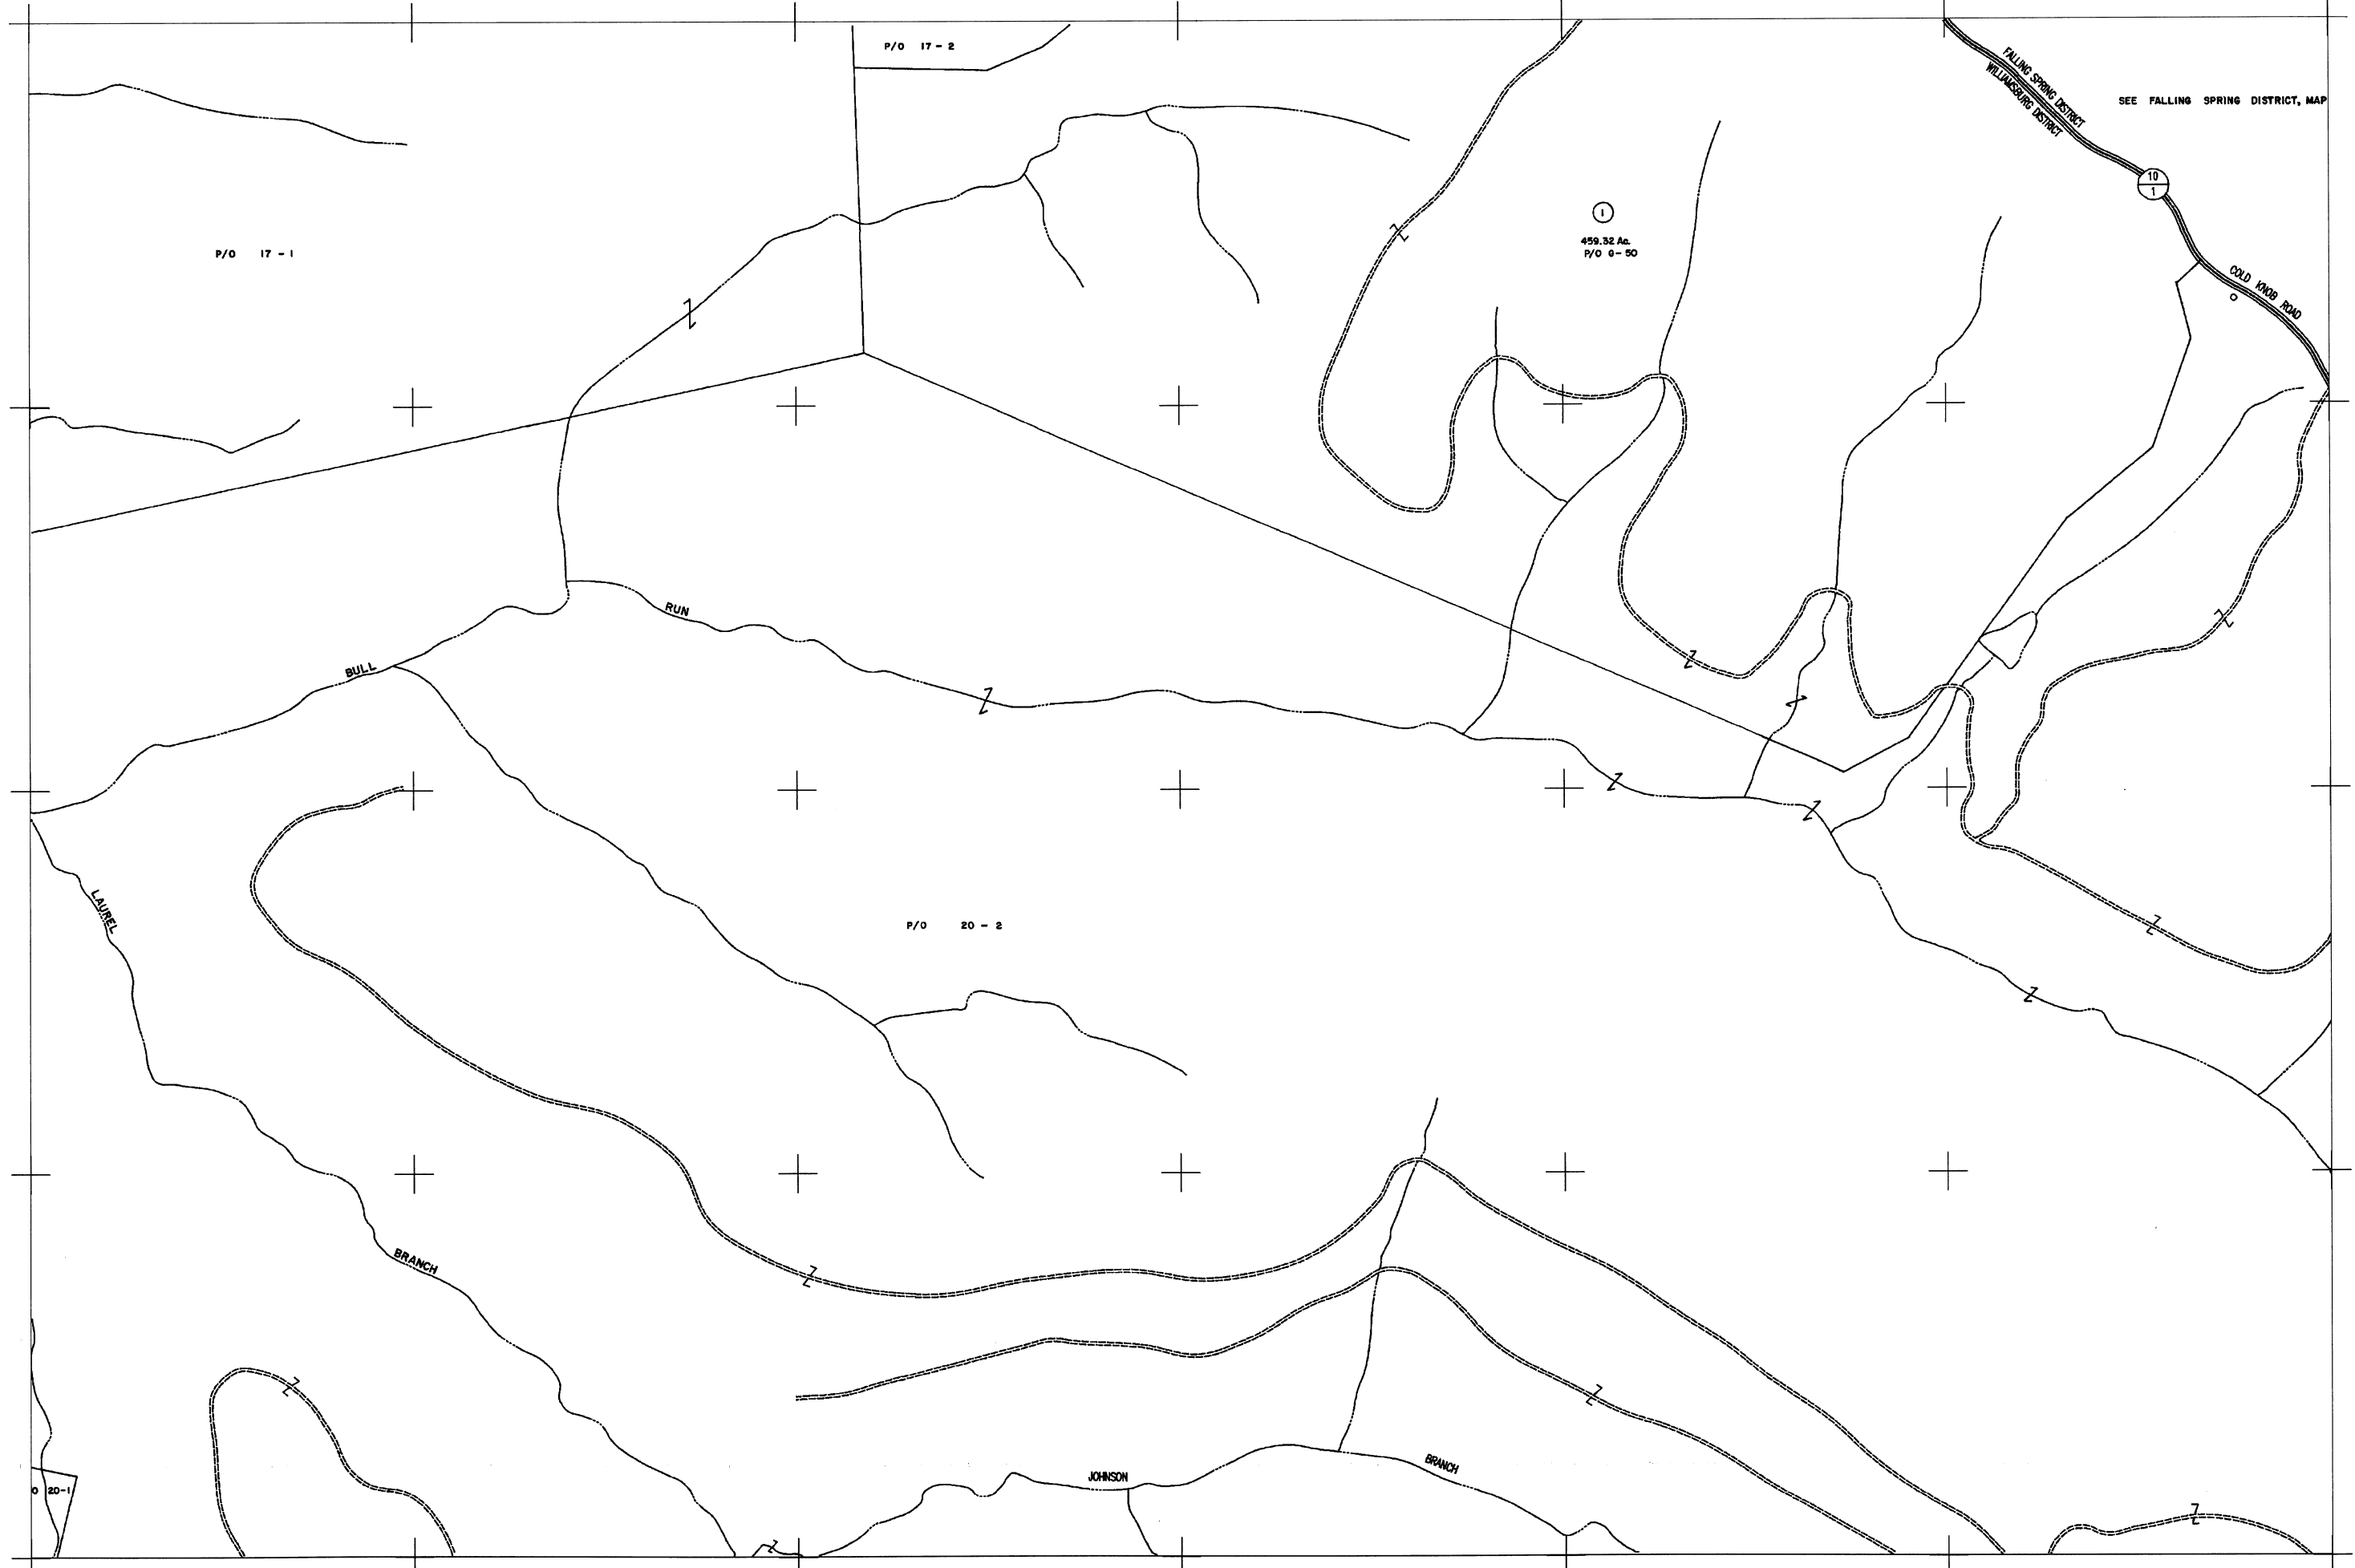 P/O 17 - 2
FALLING SPRING DISTRICT
WILLIAMSBURG DISTRICT
SEE FALLING SPRING DISTRICT, MAP
10
1
1
459.32 Ac.
P/O G - 50
P/O 17 - 1
COLD KNOB ROAD
RUN
BULL
LAUREL
P/O 20 - 2
BRANCH
JOHNSON
BRANCH
O 20-1